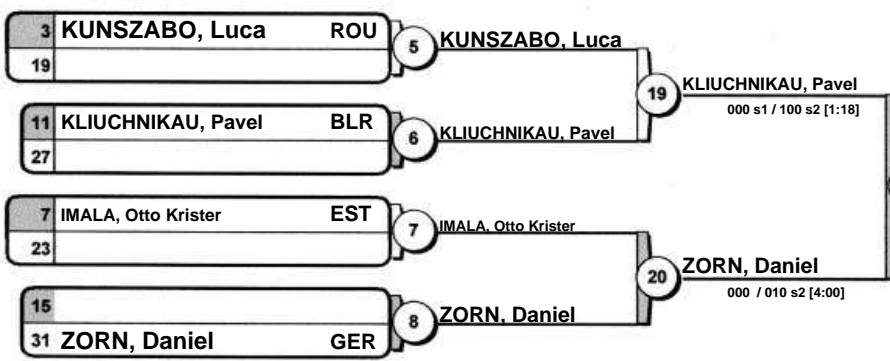 3 KUNSZABO, Luca ROU
19
5 KUNSZABO, Luca
11 KLIUCHNIKAU, Pavel BLR
27
6 KLIUCHNIKAU, Pavel
19 KLIUCHNIKAU, Pavel
000 s1 / 100 s2 [1:18]
7 IMALA, Otto Krister EST
23
7 IMALA, Otto Krister
15
31 ZORN, Daniel GER
8 ZORN, Daniel
20 ZORN, Daniel
000 / 010 s2 [4:00]